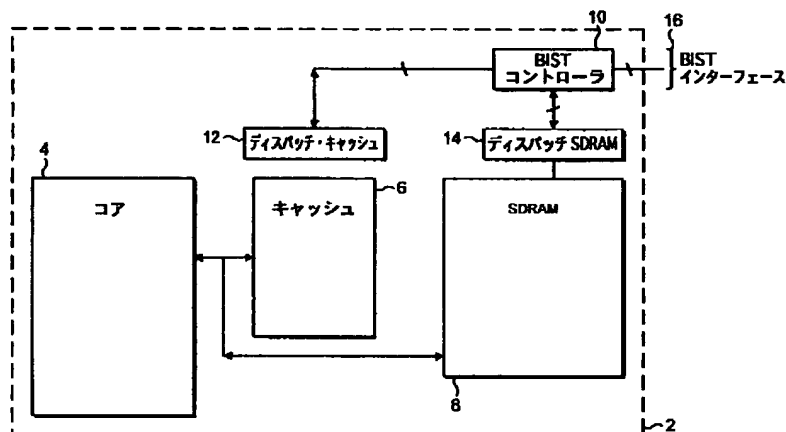 10
16
BIST
コントローラ
BIST
インターフェース
12
ディスパッチ・キャッシュ
14
ディスパッチ SDRAM
4
コア
キャッシュ
6
SDRAM
8
2